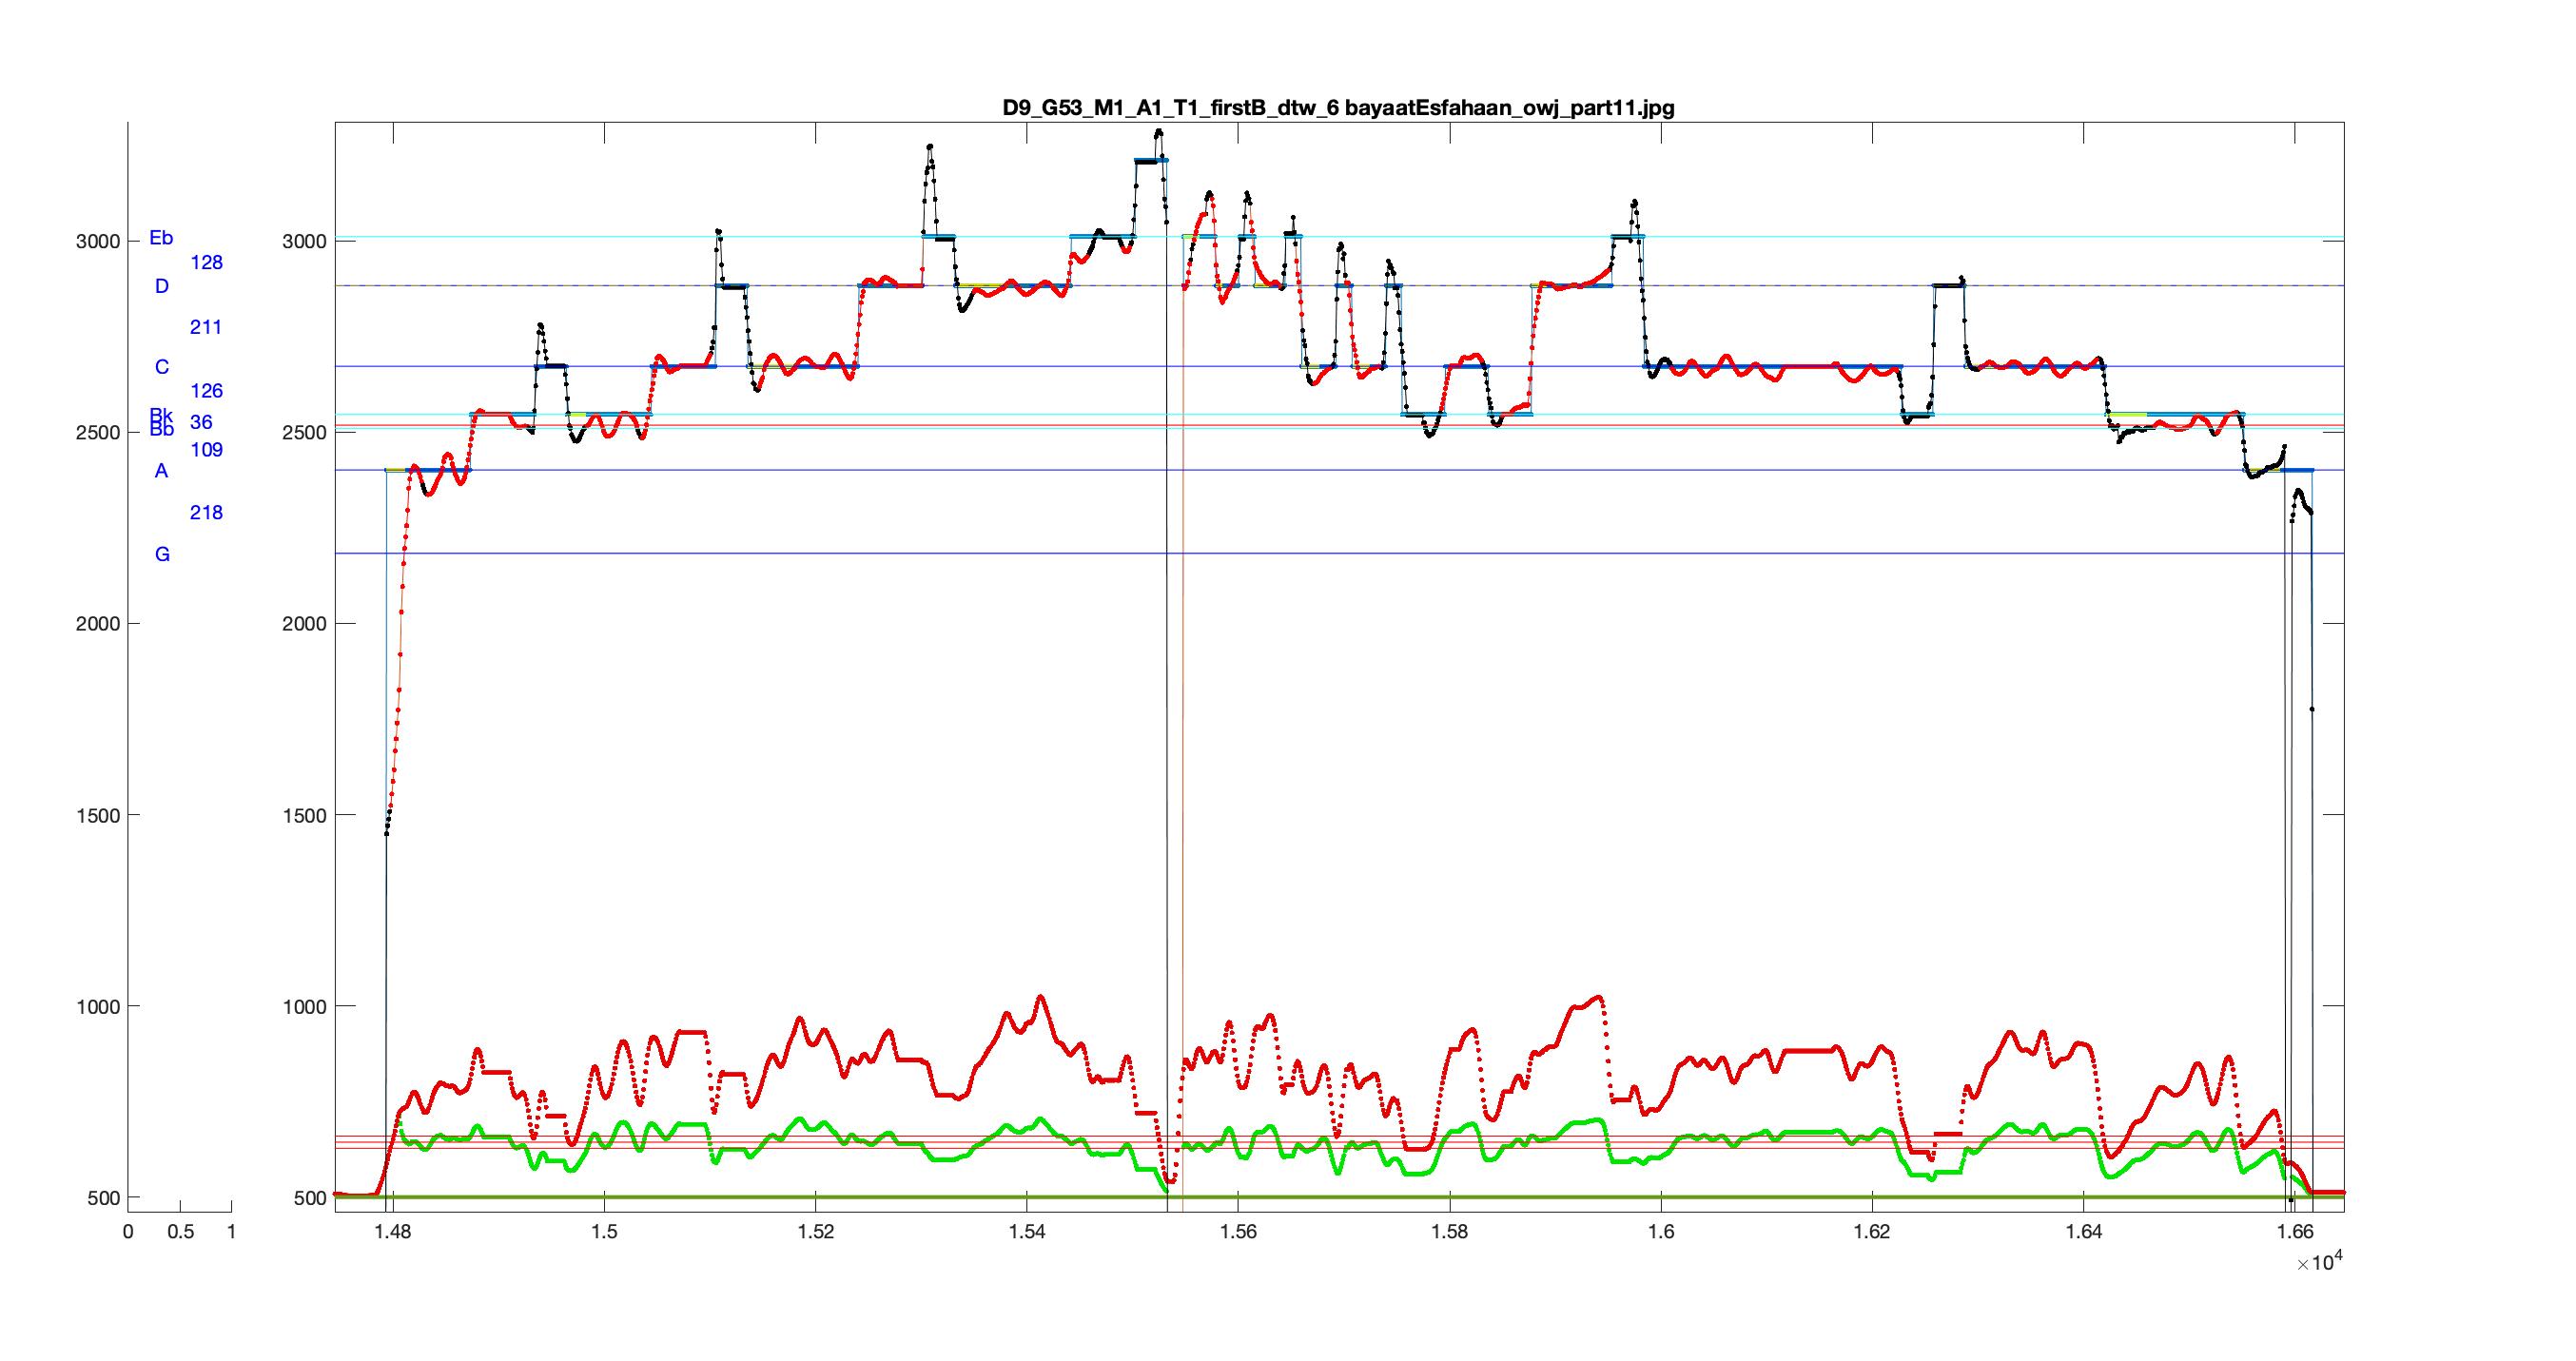 D9_G53_M1_A1_T1_firstB_dtw_6 bayaatEsfahaan_owj_part11.jpg
3000
Eb
3000
128
D
211
C
126
Bk
36
2500
Bb
2500
109
A
218
G
2000
2000
1500
1500
1000
1000
500
500
0 0.5 1
1.48 1.5 1.52 1.54 1.56 1.58 1.6 1.62 1.64 1.66
×10^4